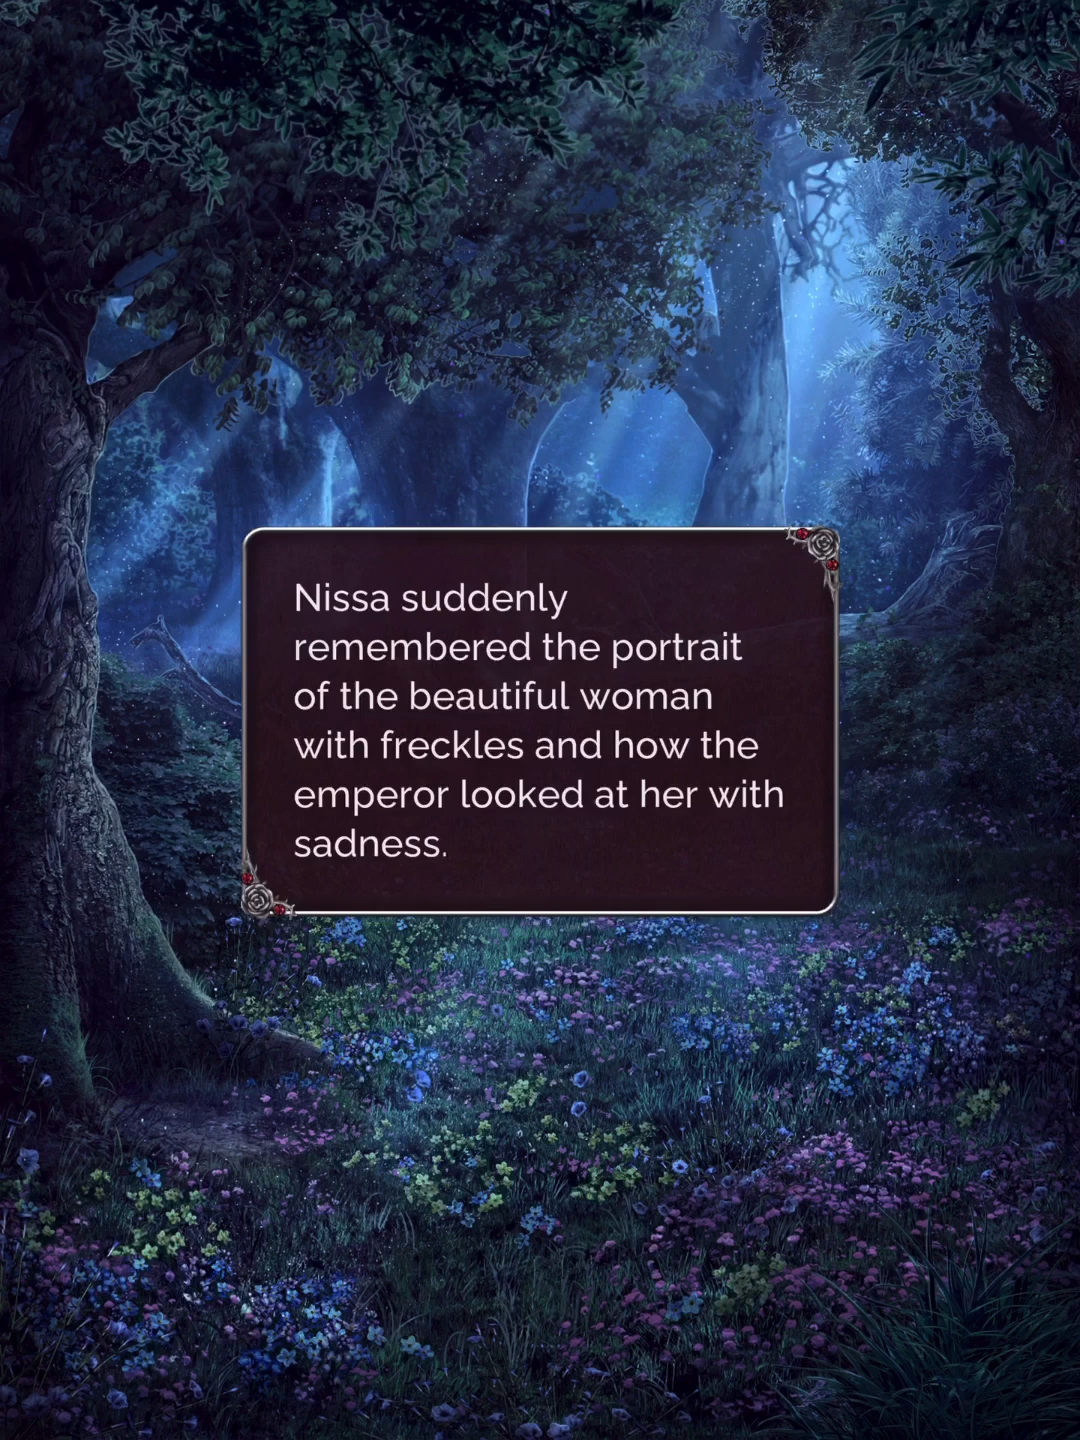 Nissa suddenly
remembered the portrait
of the beautiful woman
with freckles and how the
emperor looked at her with
sadness.